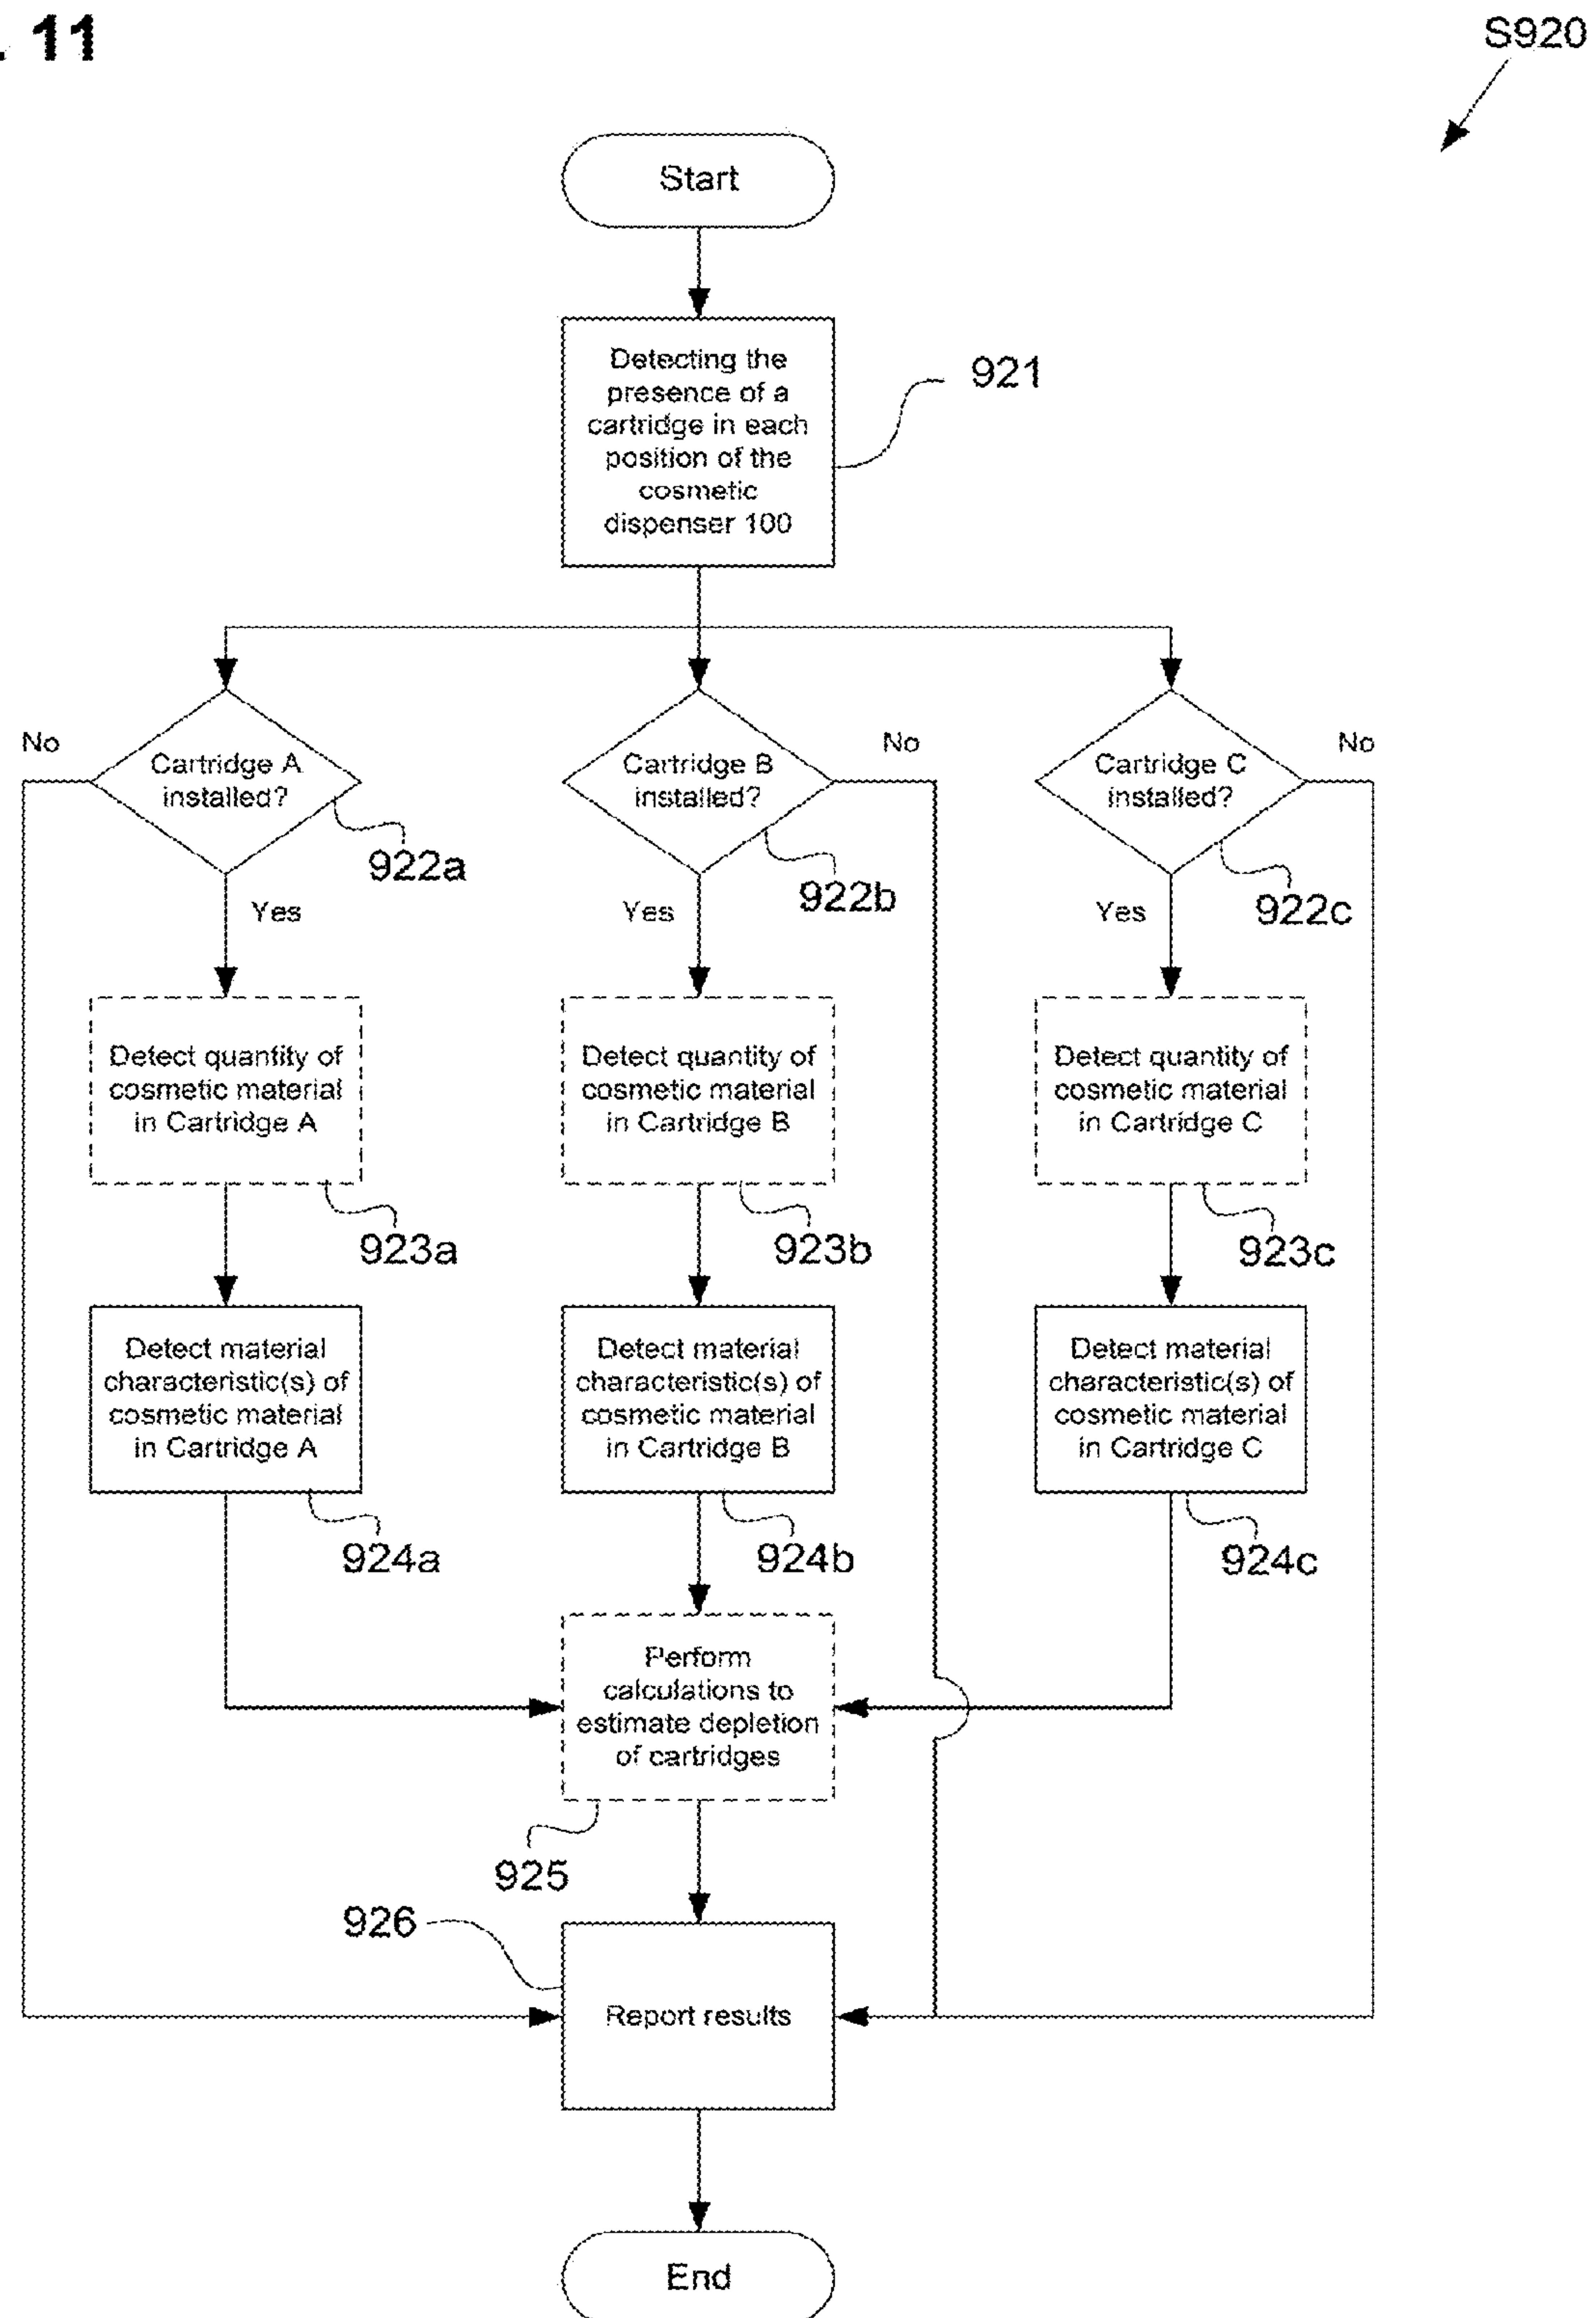 . 11
S920
Start
Detecting the
presence of a
cartridge in each
position of the
cosmetic
dispenser 100
921
No
Cartridge A
installed?
922a
Yes
Cartridge B
installed?
No
922b
Yes
Cartridge C
installed?
No
922c
Yes
Detect quantity of
cosmetic material
in Cartridge A
923a
Detect quantity of
cosmetic material
in Cartridge B
923b
Detect quantity of
cosmetic material
in Cartridge C
923c
Detect material
characteristic(s) of
cosmetic material
in Cartridge A
924a
Detect material
characteristic(s) of
cosmetic material
in Cartridge B
924b
Detect material
characteristic(s) of
cosmetic material
in Cartridge C
924c
Perform
calculations to
estimate depletion
of cartridges
925
926
Report results
End